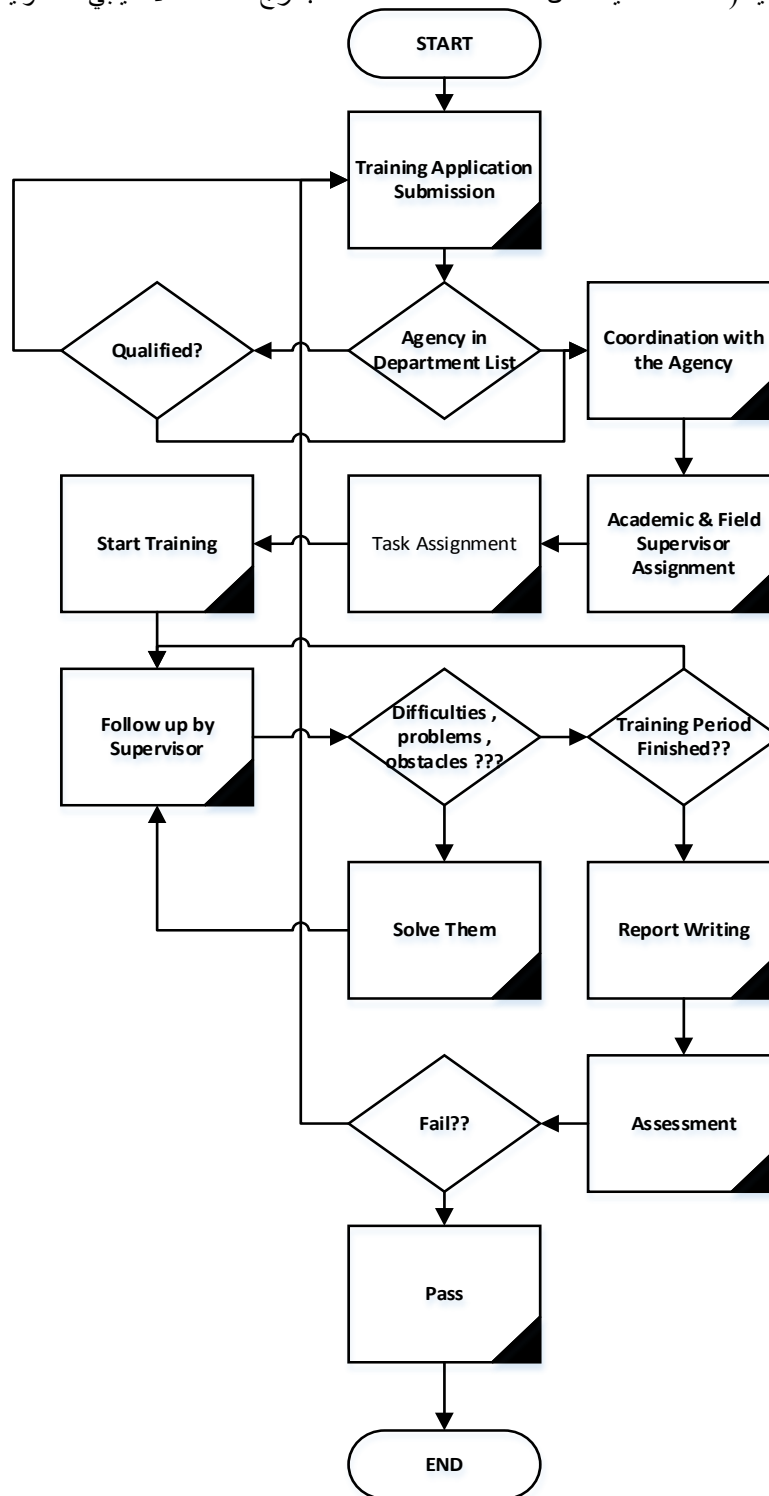 START
Training Application
Submission
Qualified?
Agency in
Department List
Coordination with
the Agency
Start Training
Task Assignment
Academic & Field
Supervisor
Assignment
Follow up by
Supervisor
Difficulties ,
problems ,
obstacles ???
Training Period
Finished??
Solve Them
Report Writing
Fail??
Assessment
Pass
END